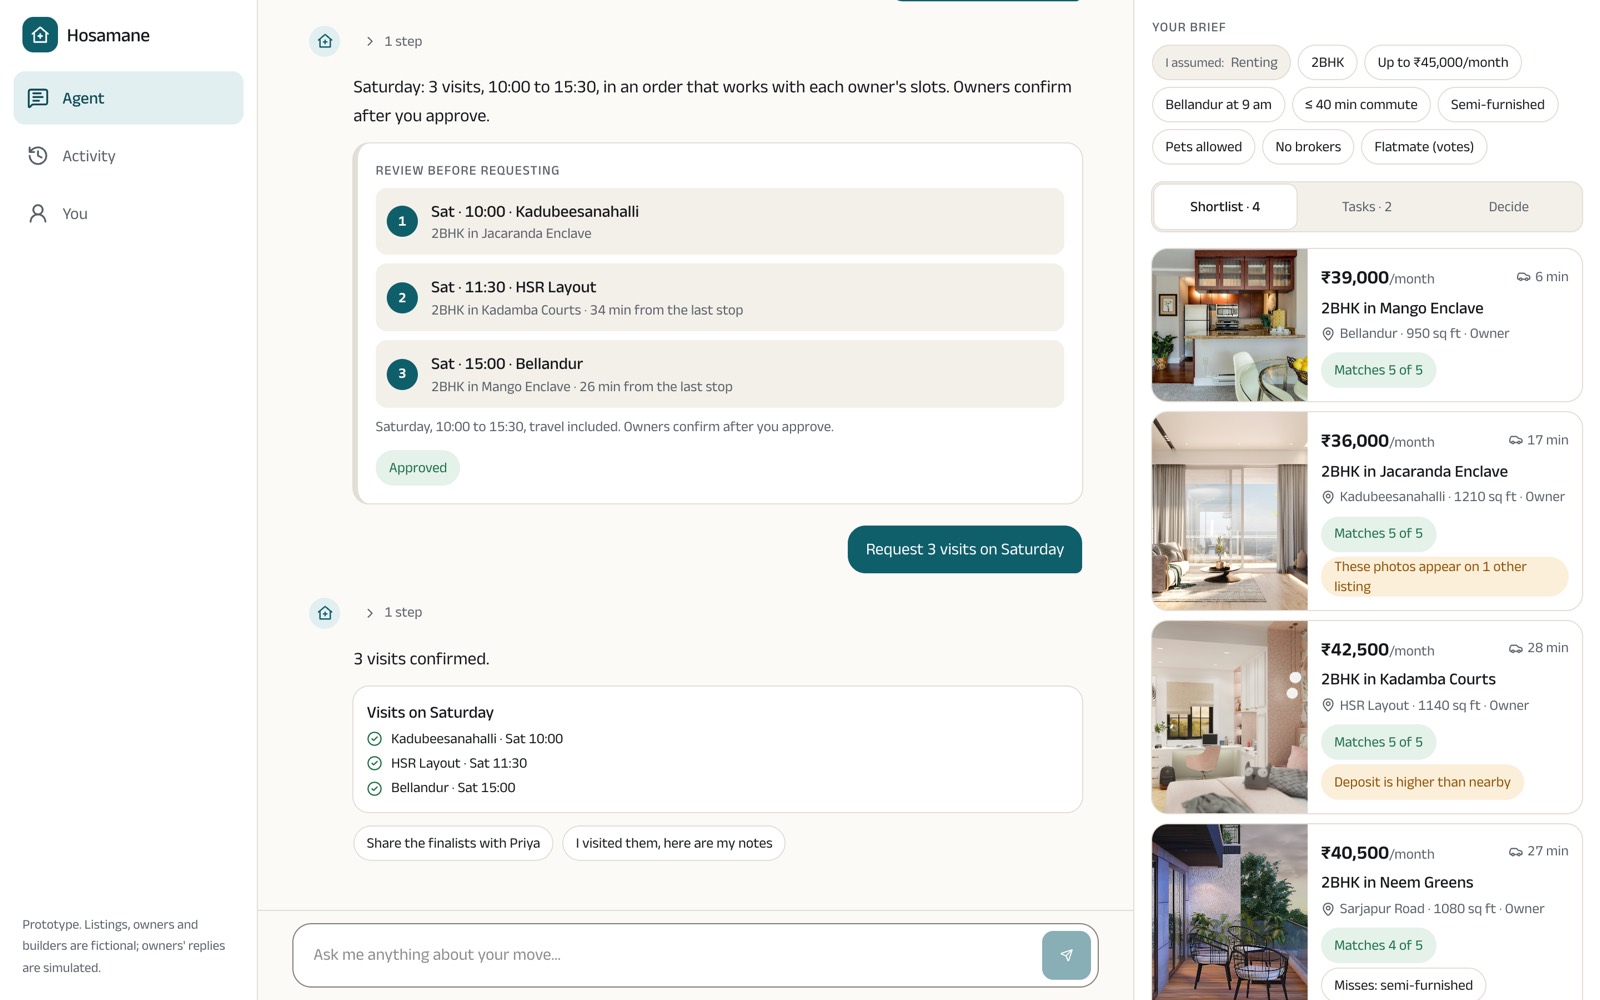 Hosamane
Agent
Activity
You
Prototype. Listings, owners and
builders are fictional; owners' replies
are simulated.
1 step
Saturday: 3 visits, 10:00 to 15:30, in an order that works with each owner's slots. Owners confirm
after you approve.
REVIEW BEFORE REQUESTING
1
Sat · 10:00 · Kadubeesanahalli
2BHK in Jacaranda Enclave
2
Sat · 11:30 · HSR Layout
2BHK in Kadamba Courts · 34 min from the last stop
3
Sat · 15:00 · Bellandur
2BHK in Mango Enclave · 26 min from the last stop
Saturday, 10:00 to 15:30, travel included. Owners confirm after you approve.
Approved
Request 3 visits on Saturday
1 step
3 visits confirmed.
Visits on Saturday
Kadubeesanahalli · Sat 10:00
HSR Layout · Sat 11:30
Bellandur · Sat 15:00
Share the finalists with Priya
I visited them, here are my notes
Ask me anything about your move...
YOUR BRIEF
I assumed: Renting
2BHK
Up to ₹45,000/month
Bellandur at 9 am
≤ 40 min commute
Semi-furnished
Pets allowed
No brokers
Flatmate (votes)
Shortlist · 4
Tasks · 2
Decide
₹39,000/month
6 min
2BHK in Mango Enclave
Bellandur · 950 sq ft · Owner
Matches 5 of 5
₹36,000/month
17 min
2BHK in Jacaranda Enclave
Kadubeesanahalli · 1210 sq ft · Owner
Matches 5 of 5
These photos appear on 1 other
listing
₹42,500/month
28 min
2BHK in Kadamba Courts
HSR Layout · 1140 sq ft · Owner
Matches 5 of 5
Deposit is higher than nearby
₹40,500/month
27 min
2BHK in Neem Greens
Sarjapur Road · 1080 sq ft · Owner
Matches 4 of 5
Misses: semi-furnished